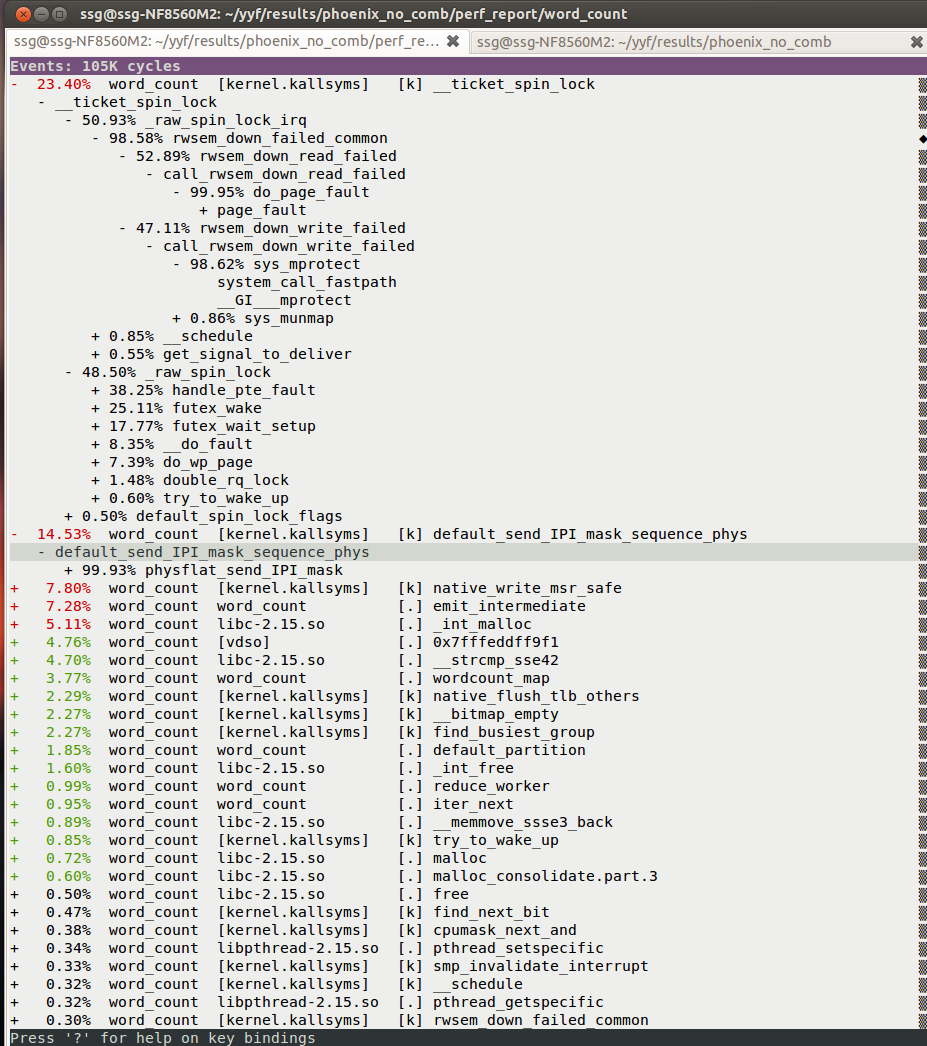 ssg@ssg-NF8560M2: ~/yyf/results/phoenix_no_comb/perf_report/word_count
ssg@ssg-NF8560M2: ~/yyf/results/phoenix_no_comb/perf_re... ssg@ssg-NF8560M2: ~/yyf/results/phoenix_no_comb
Events: 105K cycles
- 23.40% word_count [kernel.kallsyms] [k] __ticket_spin_lock
- __ticket_spin_lock
- 50.93% _raw_spin_lock_irq
- 98.58% rwsem_down_failed_common
- 52.89% rwsem_down_read_failed
- call_rwsem_down_read_failed
- 99.95% do_page_fault
+ page_fault
- 47.11% rwsem_down_write_failed
- call_rwsem_down_write_failed
- 98.62% sys_mprotect
system_call_fastpath
__GI___mprotect
+ 0.86% sys_munmap
+ 0.85% __schedule
+ 0.55% get_signal_to_deliver
- 48.50% _raw_spin_lock
+ 38.25% handle_pte_fault
+ 25.11% futex_wake
+ 17.77% futex_wait_setup
+ 8.35% __do_fault
+ 7.39% do_wp_page
+ 1.48% double_rq_lock
+ 0.60% try_to_wake_up
+ 0.50% default_spin_lock_flags
- 14.53% word_count [kernel.kallsyms] [k] default_send_IPI_mask_sequence_phys
- default_send_IPI_mask_sequence_phys
+ 99.93% physflat_send_IPI_mask
+ 7.80% word_count [kernel.kallsyms] [k] native_write_msr_safe
+ 7.28% word_count word_count [.] emit_intermediate
+ 5.11% word_count libc-2.15.so [.] _int_malloc
+ 4.76% word_count [vdso] [.] 0x7fffeddff9f1
+ 4.70% word_count libc-2.15.so [.] __strcmp_sse42
+ 3.77% word_count word_count [.] wordcount_map
+ 2.29% word_count [kernel.kallsyms] [k] native_flush_tlb_others
+ 2.27% word_count [kernel.kallsyms] [k] __bitmap_empty
+ 2.27% word_count [kernel.kallsyms] [k] find_busiest_group
+ 1.85% word_count word_count [.] default_partition
+ 1.60% word_count libc-2.15.so [.] _int_free
+ 0.99% word_count word_count [.] reduce_worker
+ 0.95% word_count word_count [.] iter_next
+ 0.89% word_count libc-2.15.so [.] __memmove_ssse3_back
+ 0.85% word_count [kernel.kallsyms] [k] try_to_wake_up
+ 0.72% word_count libc-2.15.so [.] malloc
+ 0.60% word_count libc-2.15.so [.] malloc_consolidate.part.3
+ 0.50% word_count libc-2.15.so [.] free
+ 0.47% word_count [kernel.kallsyms] [k] find_next_bit
+ 0.38% word_count [kernel.kallsyms] [k] cpumask_next_and
+ 0.34% word_count libpthread-2.15.so [.] pthread_setspecific
+ 0.33% word_count [kernel.kallsyms] [k] smp_invalidate_interrupt
+ 0.32% word_count [kernel.kallsyms] [k] __schedule
+ 0.32% word_count libpthread-2.15.so [.] pthread_getspecific
+ 0.30% word_count [kernel.kallsyms] [k] rwsem_down_failed_common
Press '?' for help on key bindings